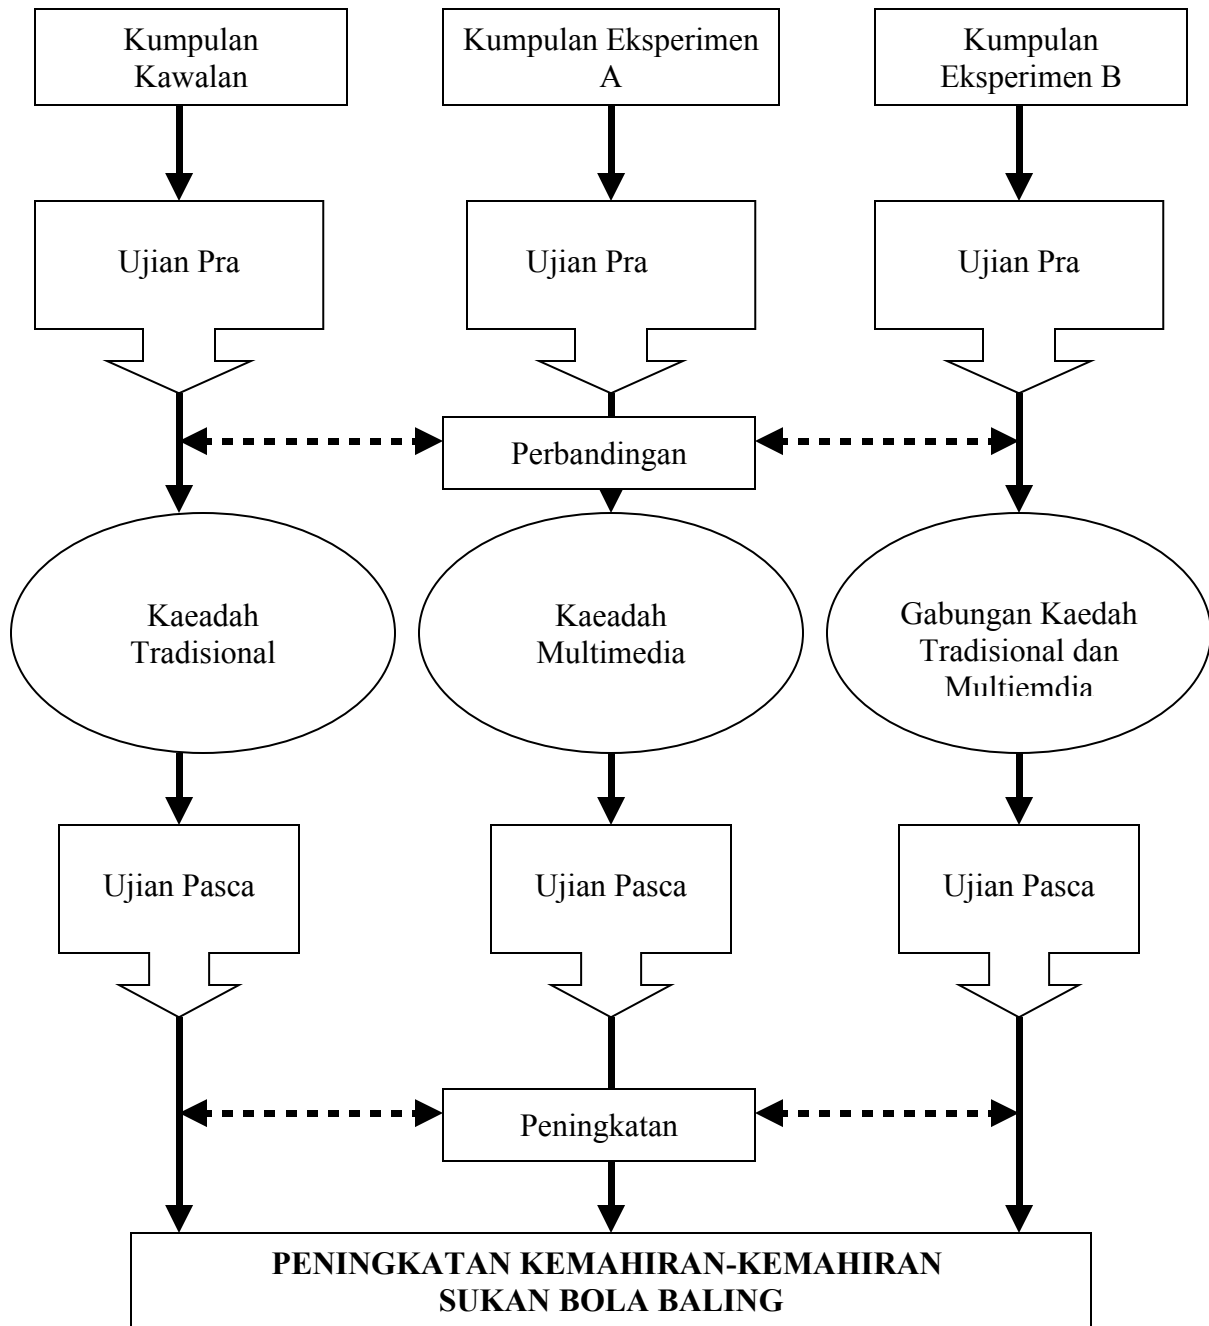 Kumpulan
Kawalan
Kumpulan Eksperimen
A
Kumpulan
Eksperimen B
Ujian Pra
Ujian Pra
Ujian Pra
Perbandingan
Kaeadah
Tradisional
Kaeadah
Multimedia
Gabungan Kaedah
Tradisional dan
Multiemdia
Ujian Pasca
Ujian Pasca
Ujian Pasca
Peningkatan
PENINGKATAN KEMAHIRAN-KEMAHIRAN
SUKAN BOLA BALING